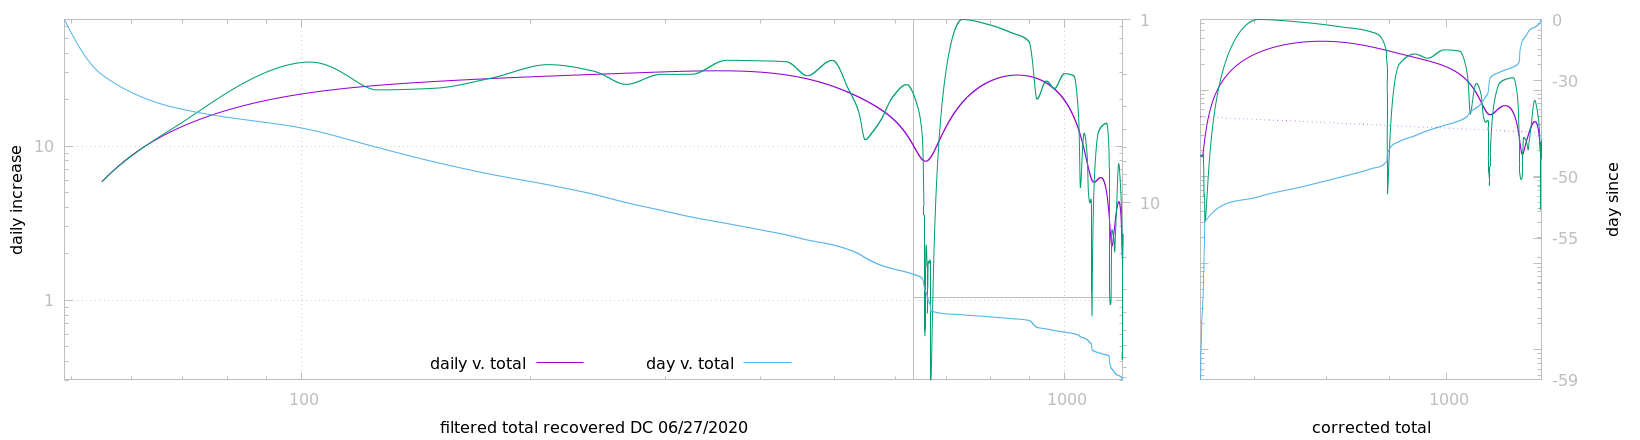 daily increase
10
1
daily v. total
day v. total
100
1000
filtered total recovered DC 06/27/2020
1
10
1000
corrected total
0
-30
-50
-55
-59
day since